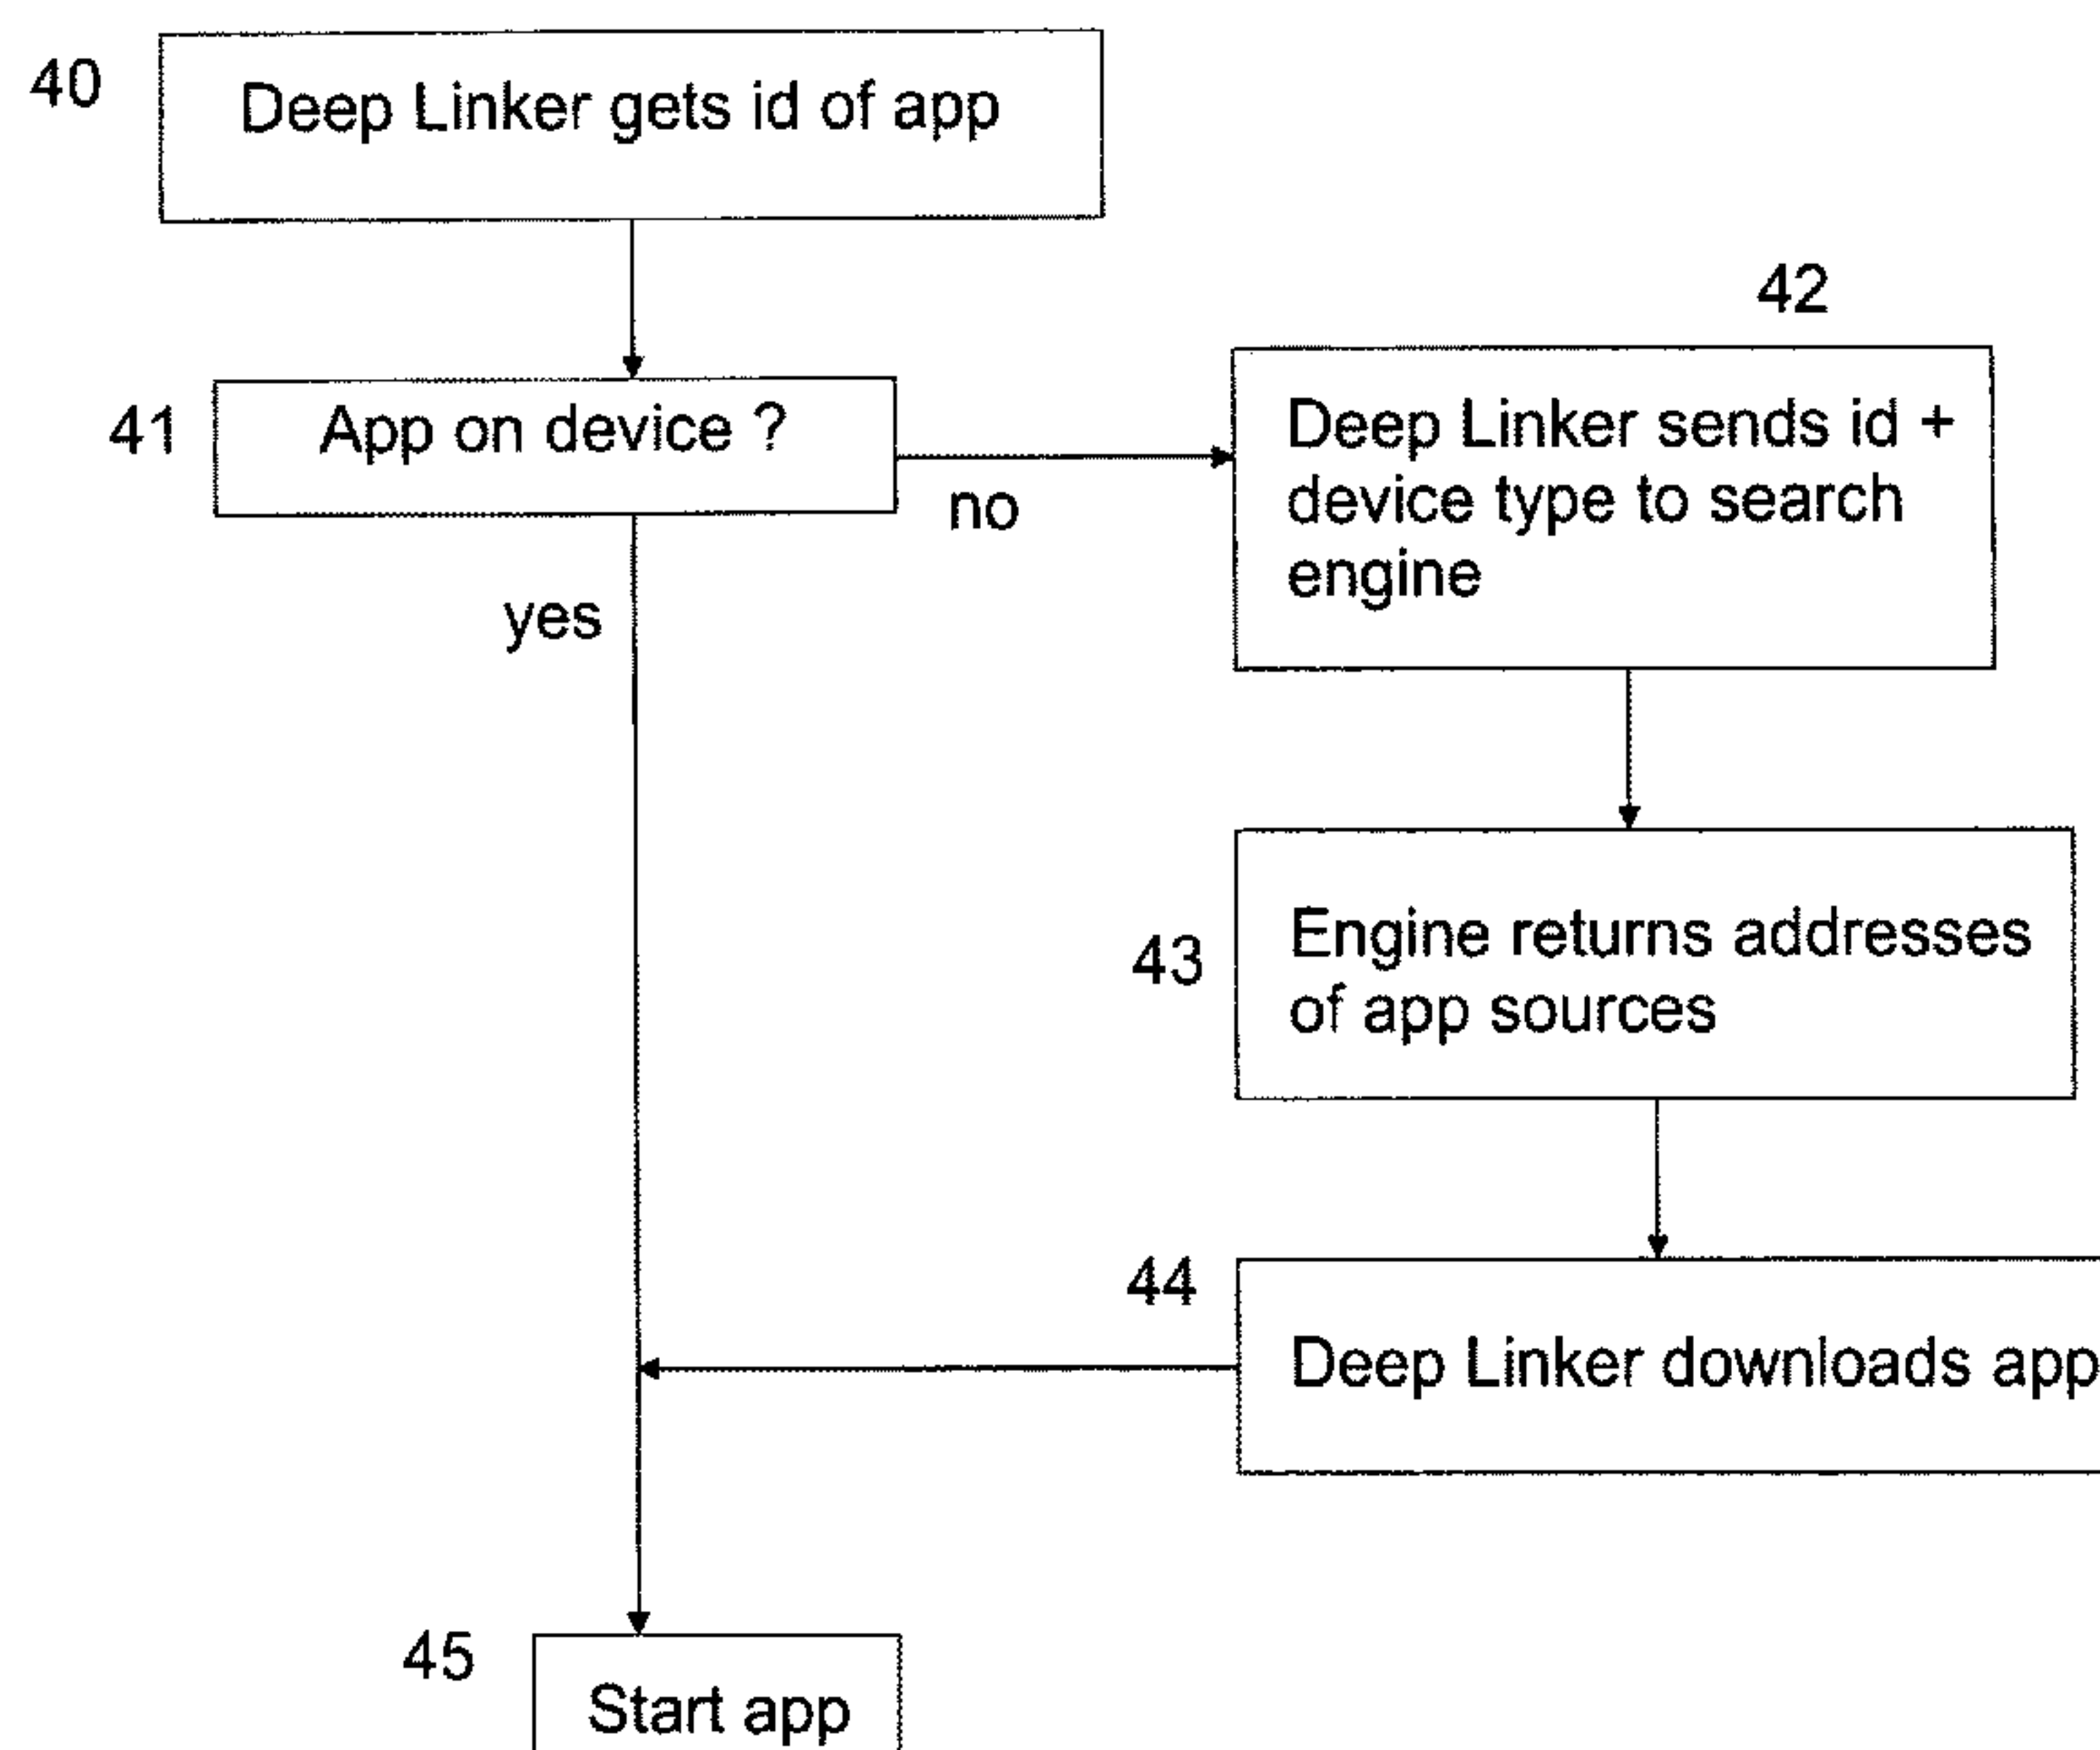 40
Deep Linker gets id of app
42
41
App on device ?
no
Deep Linker sends id +
device type to search
engine
yes
43
Engine returns addresses
of app sources
44
Deep Linker downloads app
45
Start app